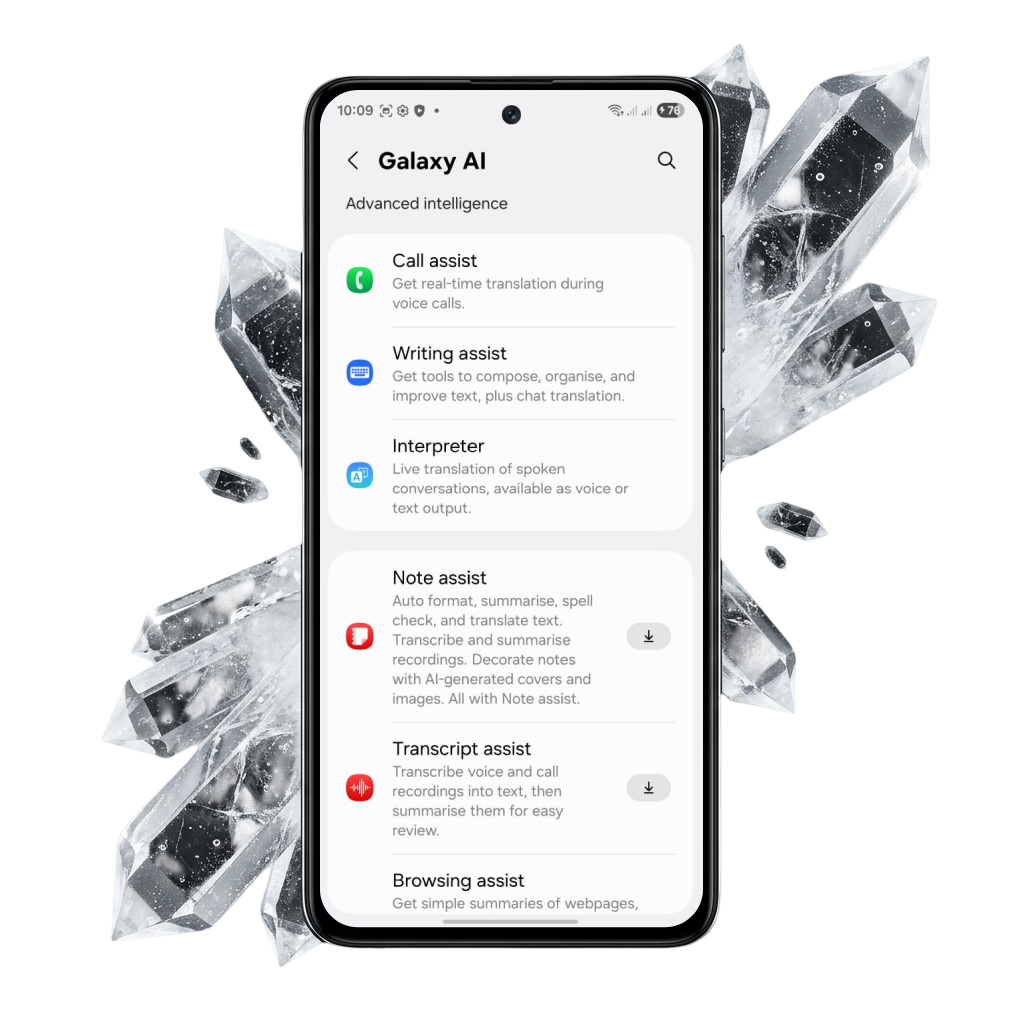 10:09
76
Galaxy AI
Advanced intelligence
Call assist
Get real-time translation during
voice calls.
Writing assist
Get tools to compose, organise, and
improve text, plus chat translation.
Interpreter
Live translation of spoken
conversations, available as voice or
text output.
Note assist
Auto format, summarise, spell
check, and translate text.
Transcribe and summarise
recordings. Decorate notes
with AI-generated covers and
images. All with Note assist.
Transcript assist
Transcribe voice and call
recordings into text, then
summarise them for easy
review.
Browsing assist
Get simple summaries of webpages,